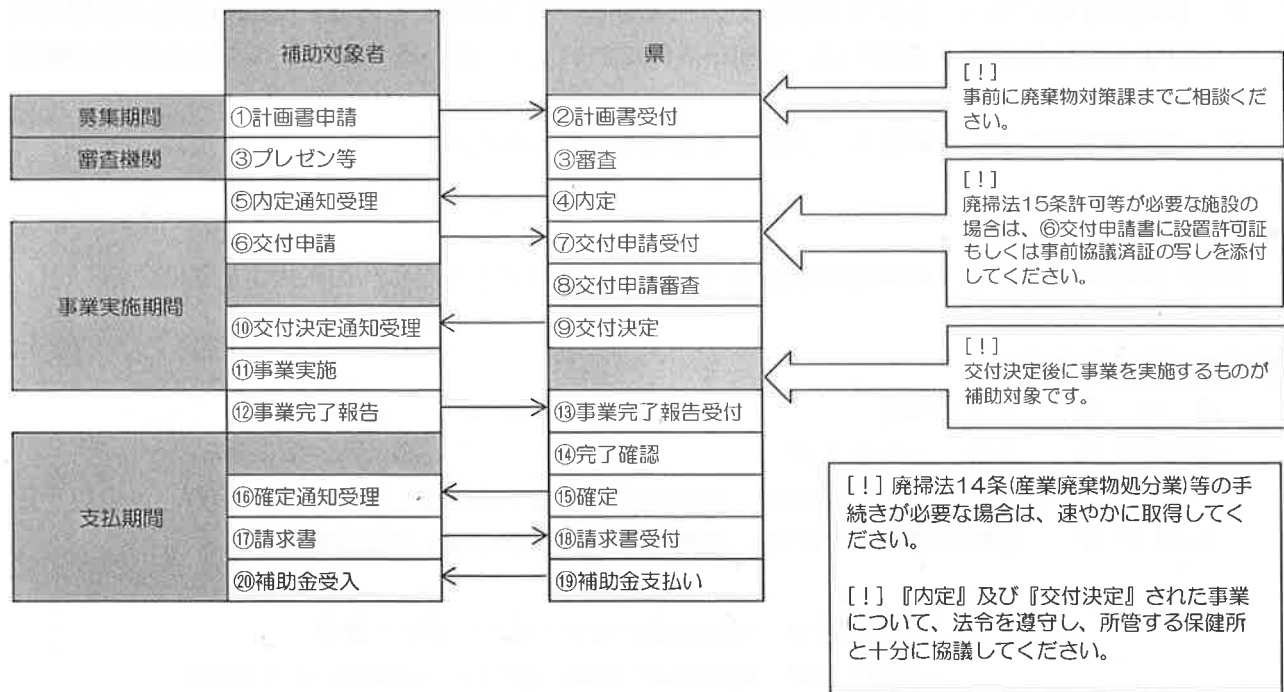 補助対象者
県
募集期間
①計画書申請
②計画書受付
審査機関
③プレゼン等
③審査
⑤内定通知受理
④内定
事業実施期間
⑥交付申請
⑦交付申請受付
⑧交付申請審査
⑩交付決定通知受理
⑨交付決定
⑪事業実施
⑫事業完了報告
⑬事業完了報告受付
支払期間
⑭完了確認
⑯確定通知受理
⑮確定
⑰請求書
⑱請求書受付
⑳補助金受入
⑲補助金支払い
[！]
事前に廃棄物対策課までご相談くだ
さい。
[！]
廃掃法15条許可等が必要な施設の
場合は、⑥交付申請書に設置許可証
もしくは事前協議済証の写しを添付
してください。
[！]
交付決定後に事業を実施するものが
補助対象です。
[！] 廃掃法14条(産業廃棄物処分業)等の手
続きが必要な場合は、速やかに取得してく
ださい。
[！] 『内定』及び『交付決定』された事業
について、法令を遵守し、所管する保健所
と十分に協議してください。